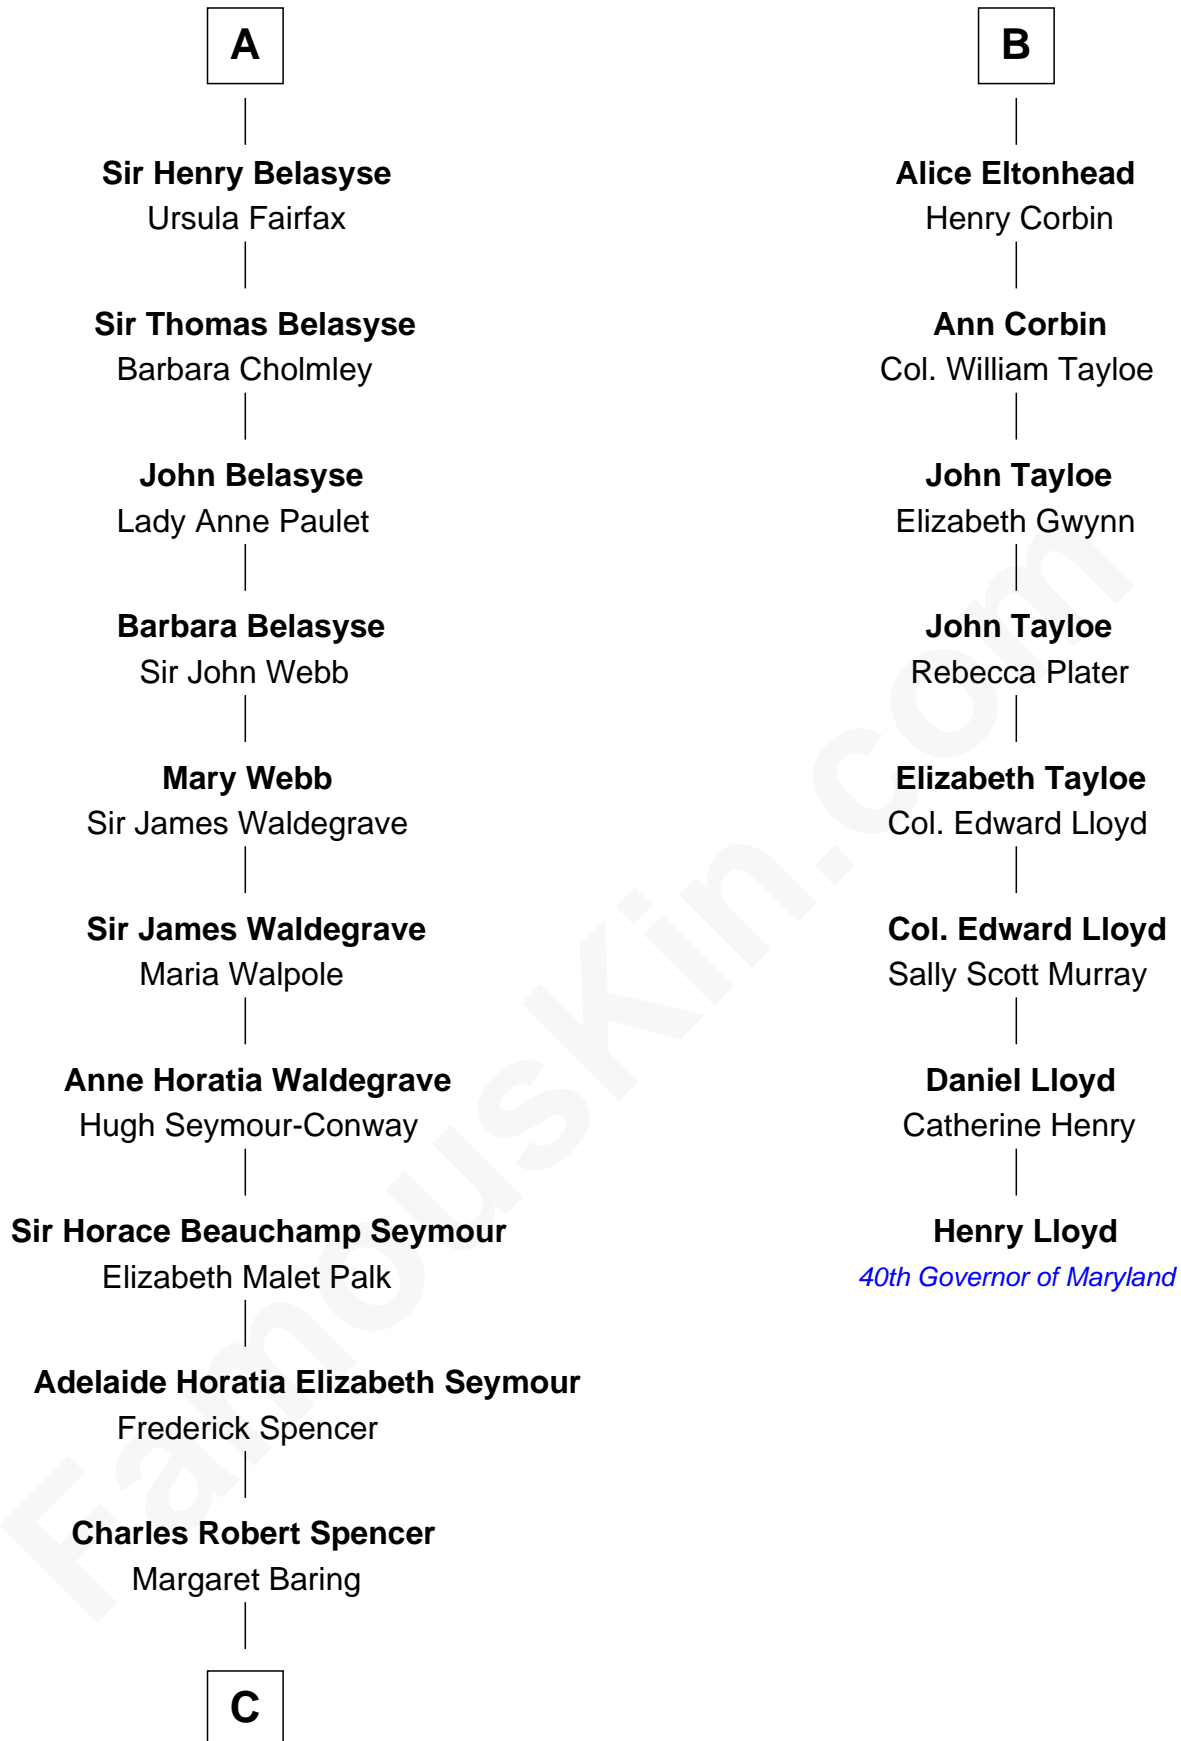 A
Sir Henry Belasyse
Ursula Fairfax
Sir Thomas Belasyse
Barbara Cholmley
John Belasyse
Lady Anne Paulet
Barbara Belasyse
Sir John Webb
Mary Webb
Sir James Waldegrave
Sir James Waldegrave
Maria Walpole
Anne Horatia Waldegrave
Hugh Seymour-Conway
Sir Horace Beauchamp Seymour
Elizabeth Malet Palk
Adelaide Horatia Elizabeth Seymour
Frederick Spencer
Charles Robert Spencer
Margaret Baring
C
B
Alice Eltonhead
Henry Corbin
Ann Corbin
Col. William Tayloe
John Tayloe
Elizabeth Gwynn
John Tayloe
Rebecca Plater
Elizabeth Tayloe
Col. Edward Lloyd
Col. Edward Lloyd
Sally Scott Murray
Daniel Lloyd
Catherine Henry
Henry Lloyd
40th Governor of Maryland
FamousKin.com